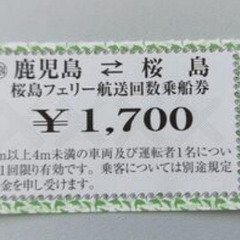 鹿児島 ⇄ 桜島
桜島フェリー航送回数乗船券
￥1,700
m以上4m未満の車両及び運転者1名につい
1回限り有効です。乗客については別途規定
金を申し受けます。